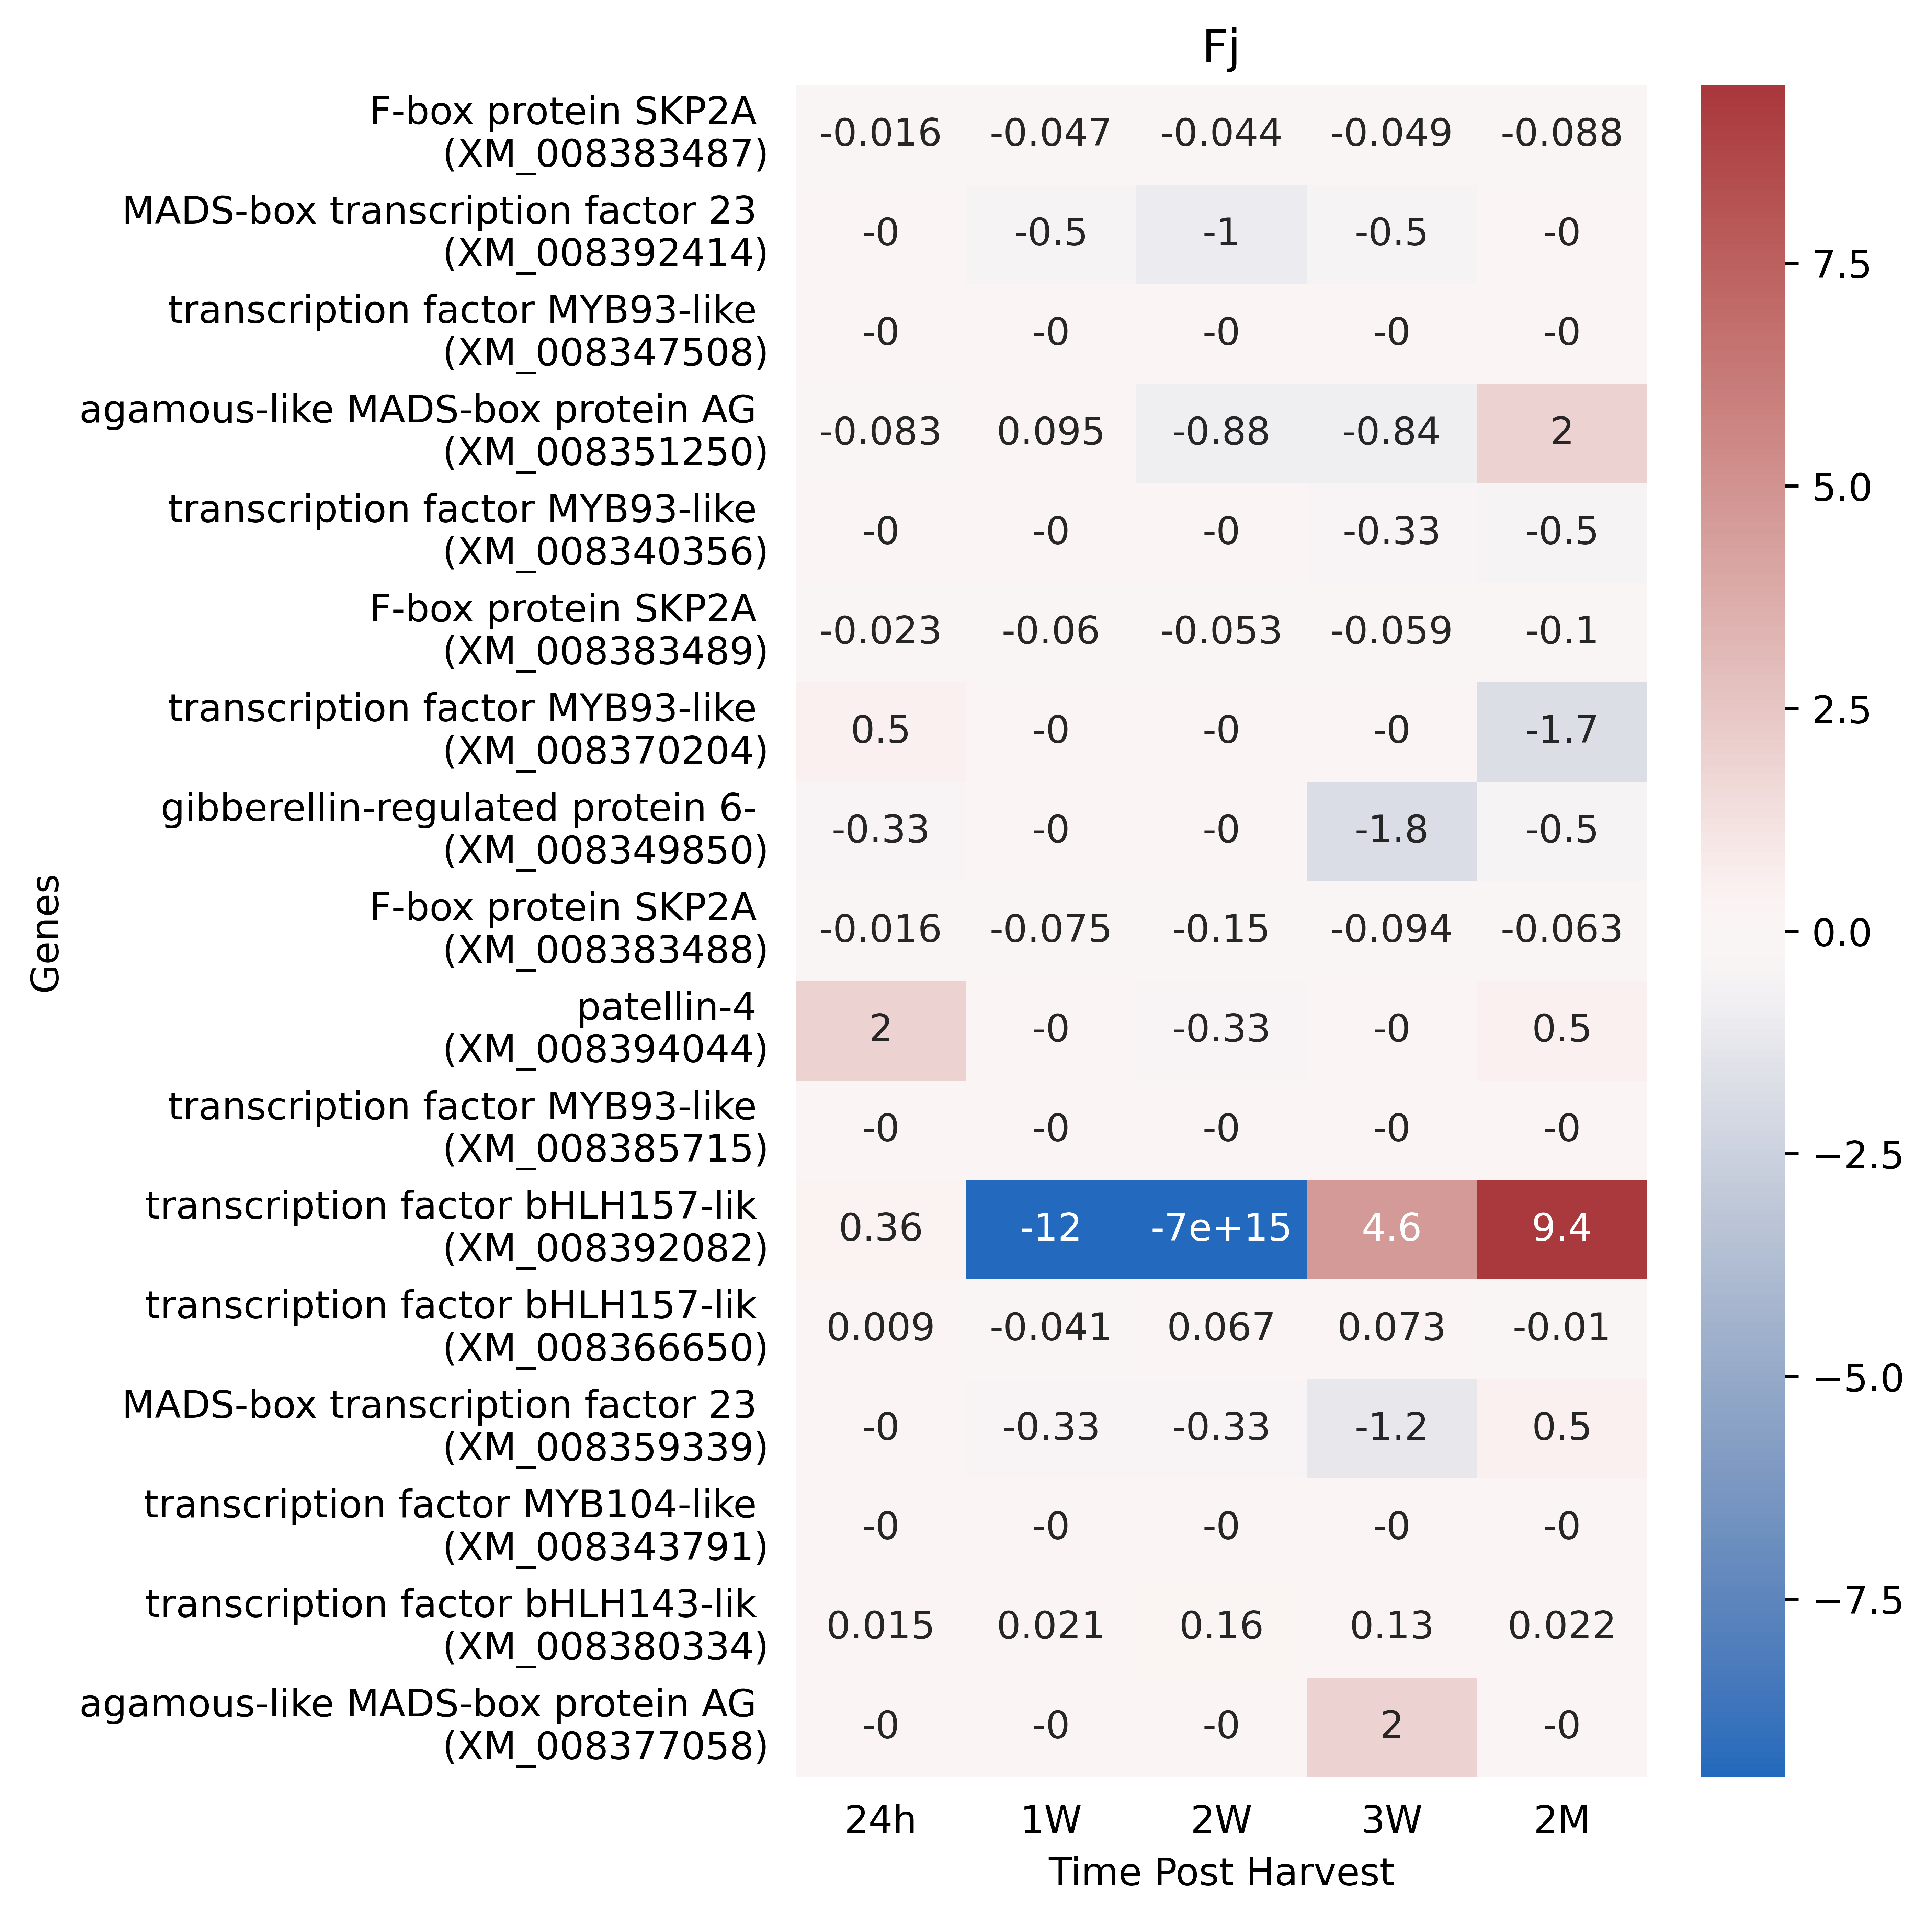 Fj
F-box protein SKP2A
(XM_008383487)
-0.016 -0.047 -0.044 -0.049 -0.088
MADS-box transcription factor 23
(XM_008392414)
-0 -0.5 -1 -0.5 -0
transcription factor MYB93-like
(XM_008347508)
-0 -0 -0 -0 -0
agamous-like MADS-box protein AG
(XM_008351250)
-0.083 0.095 -0.88 -0.84 2
transcription factor MYB93-like
(XM_008340356)
-0 -0 -0 -0.33 -0.5
F-box protein SKP2A
(XM_008383489)
-0.023 -0.06 -0.053 -0.059 -0.1
transcription factor MYB93-like
(XM_008370204)
0.5 -0 -0 -0 -1.7
gibberellin-regulated protein 6-
(XM_008349850)
-0.33 -0 -0 -1.8 -0.5
F-box protein SKP2A
(XM_008383488)
-0.016 -0.075 -0.15 -0.094 -0.063
patellin-4
(XM_008394044)
2 -0 -0.33 -0 0.5
transcription factor MYB93-like
(XM_008385715)
-0 -0 -0 -0 -0
transcription factor bHLH157-lik
(XM_008392082)
0.36 -12 -7e+15 4.6 9.4
transcription factor bHLH157-lik
(XM_008366650)
0.009 -0.041 0.067 0.073 -0.01
MADS-box transcription factor 23
(XM_008359339)
-0 -0.33 -0.33 -1.2 0.5
transcription factor MYB104-like
(XM_008343791)
-0 -0 -0 -0 -0
transcription factor bHLH143-lik
(XM_008380334)
0.015 0.021 0.16 0.13 0.022
agamous-like MADS-box protein AG
(XM_008377058)
-0 -0 -0 2 -0
Genes
24h 1W 2W 3W 2M
Time Post Harvest
7.5
5.0
2.5
0.0
−2.5
−5.0
−7.5